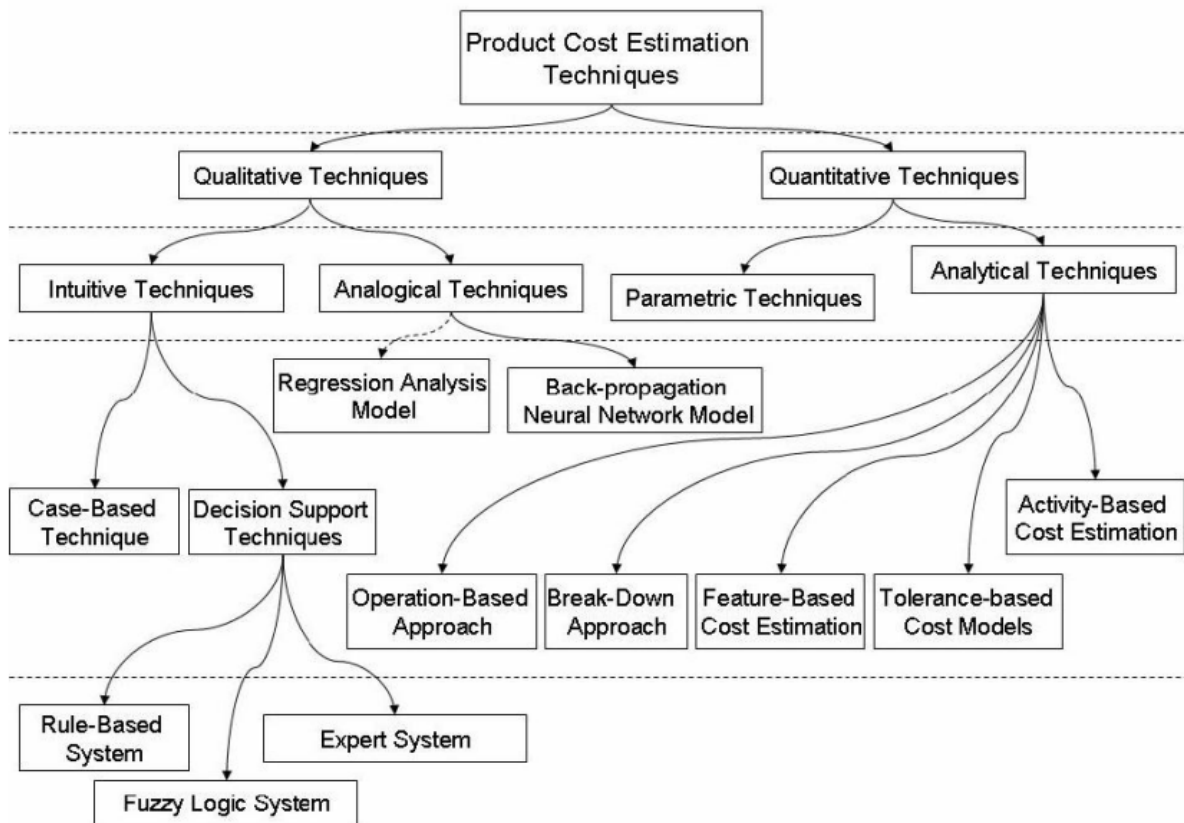 Product Cost Estimation
Techniques
Qualitative Techniques
Quantitative Techniques
Intuitive Techniques
Analogical Techniques
Parametric Techniques
Analytical Techniques
Regression Analysis
Model
Back-propagation
Neural Network Model
Case-Based
Technique
Decision Support
Techniques
Activity-Based
Cost Estimation
Operation-Based
Approach
Break-Down
Approach
Feature-Based
Cost Estimation
Tolerance-based
Cost Models
Rule-Based
System
Expert System
Fuzzy Logic System